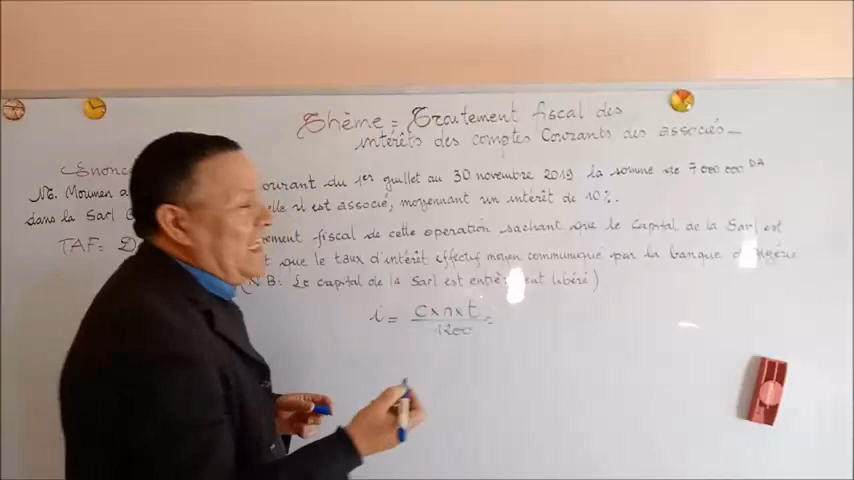 Thème = Traitement fiscal des
intérêts des comptes Courants des associés
Enonc
M. Moumen a ourant du 1er juillet au 30 novembre 2019 la somme de 7 000 000 DA
dans la Sarl elle il est associé, moyennant un intérêt de 10%.
TAF= D ement fiscal de cette operation sachant que le capital de la Sarl est
t que le taux d'intérêt effectif moyen communiqué par la banque d'Algérie
(NB: Le capital de la Sarl est entièrement libéré)
i = C×n×t =
1200